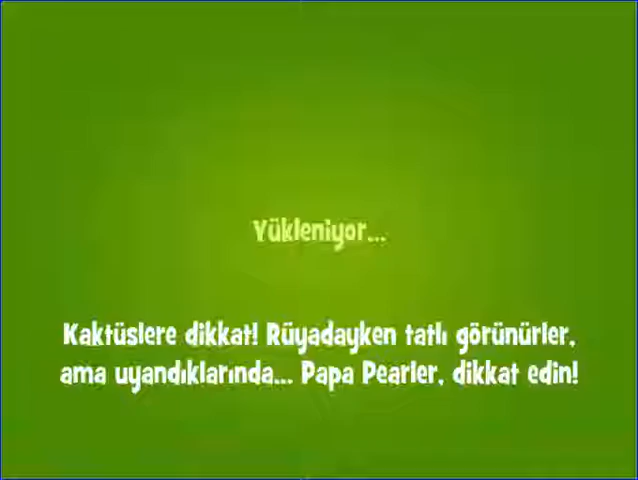 Yükleniyor...
Kaktüslere dikkat! Rüyadayken tatlı görünürler,
ama uyandıklarında... Papa Pearler, dikkat edin!